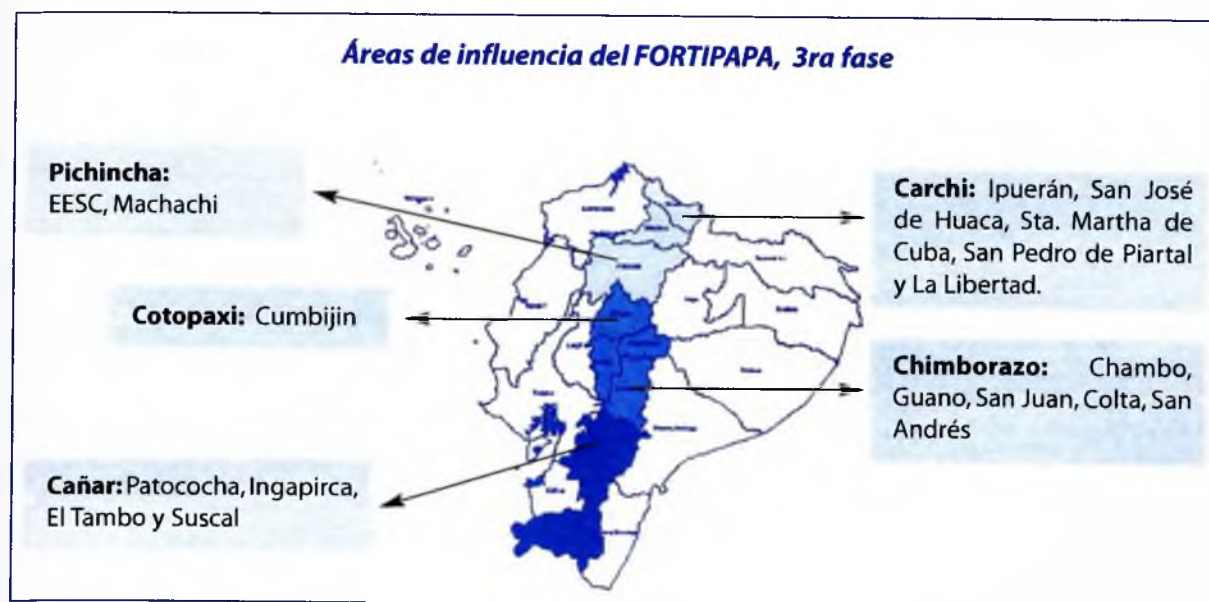 Áreas de influencia del FORTIPAPA, 3ra fase
Pichincha:
EESC, Machachi
Cotopaxi: Cumbijin
Cañar: Patococha, Ingapirca,
El Tambo y Suscal
Carchi: Ipuerán, San José
de Huaca, Sta. Martha de
Cuba, San Pedro de Piartal
y La Libertad.
Chimborazo: Chambo,
Guano, San Juan, Colta, San
Andrés